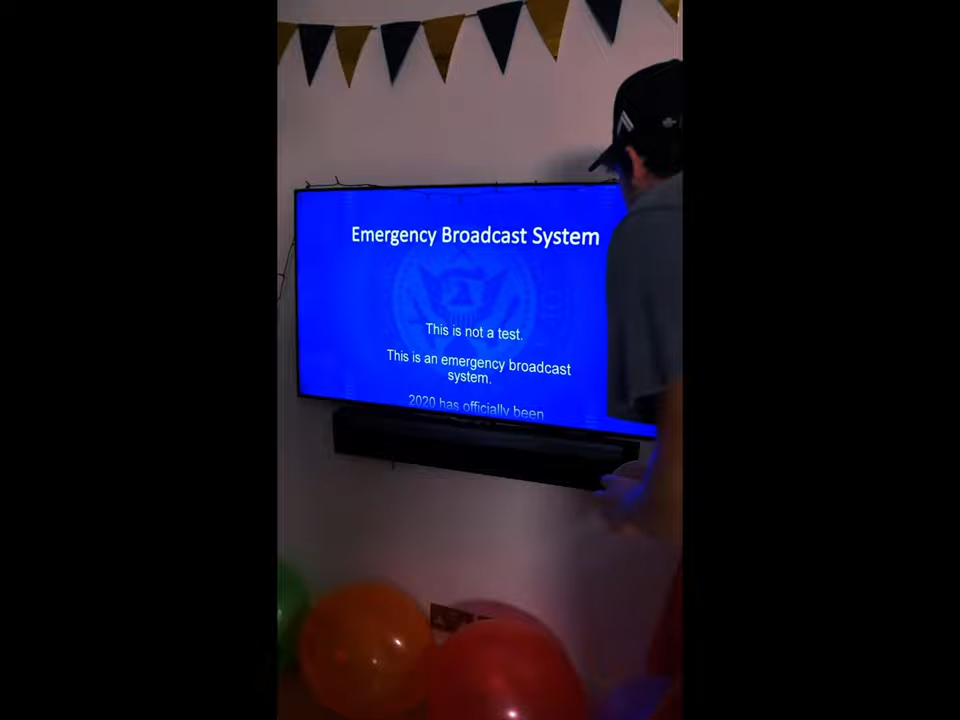 Emergency Broadcast System
This is not a test.
This is an emergency broadcast
system.
2020 has officially been